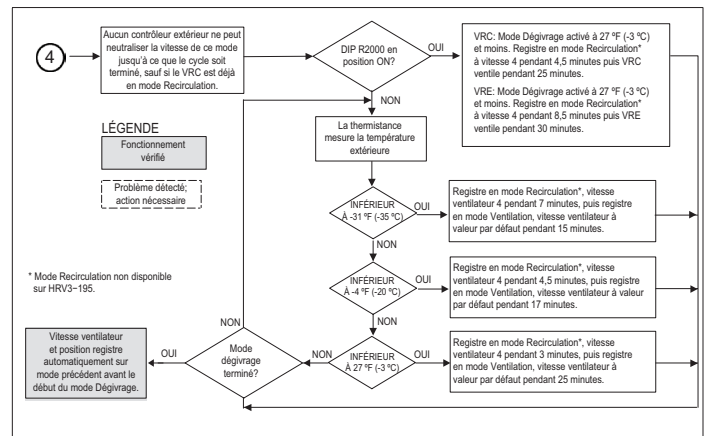 4
Aucun contrôleur extérieur ne peut
neutraliser la vitesse de ce mode
jusqu'à ce que le cycle soit
terminé, sauf si le VRC est déjà
en mode Recirculation.
DIP R2000 en
position ON?
OUI
VRC: Mode Dégivrage activé à 27 ºF (-3 ºC)
et moins. Registre en mode Recirculation*
à vitesse 4 pendant 4,5 minutes puis VRC
ventile pendant 25 minutes.
VRE: Mode Dégivrage activé à 27 ºF (-3 ºC)
et moins. Registre en mode Recirculation*
à vitesse 4 pendant 8,5 minutes puis VRE
ventile pendant 30 minutes.
NON
LÉGENDE
Fonctionnement
vérifié
Problème détecté;
action nécessaire
La thermistance
mesure la température
extérieure
INFÉRIEUR
À -31 ºF (-35 ºC)
OUI
Registre en mode Recirculation*, vitesse
ventilateur 4 pendant 7 minutes, puis registre
en mode Ventilation, vitesse ventilateur à
valeur par défaut pendant 15 minutes.
NON
* Mode Recirculation non disponible
sur HRV3−195.
INFÉRIEUR
À -4 ºF (-20 ºC)
OUI
Registre en mode Recirculation*, vitesse
ventilateur 4 pendant 4,5 minutes, puis registre
en mode Ventilation, vitesse ventilateur à valeur
par défaut pendant 17 minutes.
NON
NON
Vitesse ventilateur
et position registre
automatiquement sur
mode précédent avant le
début du mode Dégivrage.
OUI
Mode
dégivrage
terminé?
NON
INFÉRIEUR
À 27 ºF (-3 ºC)
OUI
Registre en mode Recirculation*, vitesse
ventilateur 4 pendant 3 minutes, puis registre
en mode Ventilation, vitesse ventilateur à
valeur par défaut pendant 25 minutes.